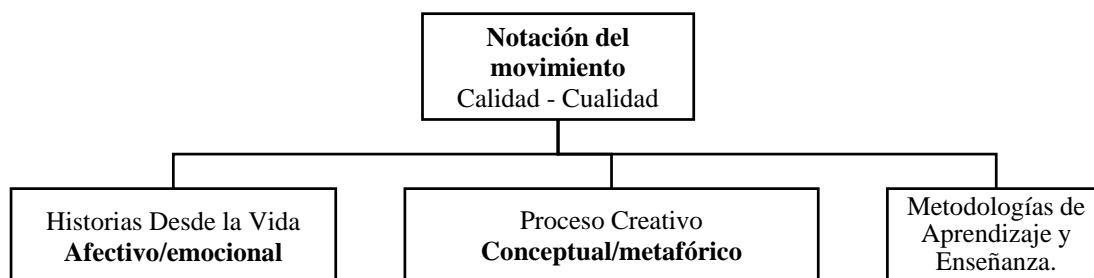 Notación del
movimiento
Calidad - Cualidad
Historias Desde la Vida
Afectivo/emocional
Proceso Creativo
Conceptual/metafórico
Metodologías de
Aprendizaje y
Enseñanza.